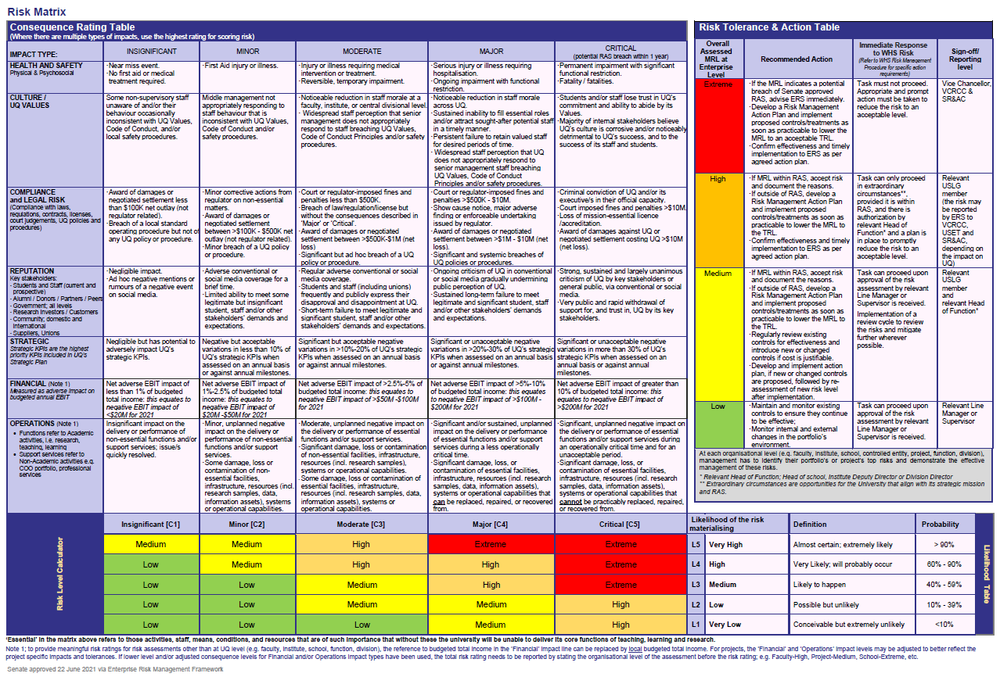 Risk Matrix
Consequence Rating Table
(Where there are multiple types of impacts, use the highest rating for scoring risk)
IMPACT TYPE:
INSIGNIFICANT
MINOR
MODERATE
MAJOR
CRITICAL
(potential RAS breach within 1 year)
HEALTH AND SAFETY
Physical & Psychosocial
· Near miss event.
· No first aid or medical
treatment required.
· First Aid injury or illness.
· Injury or illness requiring medical
intervention or treatment.
· Reversible, temporary impairment.
· Serious injury or illness requiring
hospitalisation.
· Ongoing impairment with functional
restriction.
· Permanent impairment with significant
functional restriction.
· Fatality / fatalities.
CULTURE /
UQ VALUES
Some non-supervisory staff
unaware of and/or their
behaviour occasionally
inconsistent with UQ Values,
Code of Conduct, and/or
local safety procedures.
Middle management not
appropriately responding to
staff behaviour that is
inconsistent with UQ Values,
Code of Conduct and/or
safety procedures.
· Noticeable reduction in staff morale at a
faculty, institute, or central divisional level.
· Widespread staff perception that senior
management does not appropriately
respond to staff breaching UQ Values,
Code of Conduct Principles and/or safety
procedures.
· Noticeable reduction in staff morale
across UQ.
· Sustained inability to fill essential roles
and/or attract sought-after potential staff
in a timely manner.
· Persistent failure to retain valued staff
for desired periods of time.
· Widespread staff perception that UQ
does not appropriately respond to
senior management staff breaching
UQ Values, Code of Conduct
Principles and/or safety procedures.
· Students and/or staff lose trust in UQ's
commitment and ability to abide by its
Values.
· Majority of internal stakeholders believe
UQ's culture is corrosive and/or noticeably
detrimental to UQ's success, and to the
success of its staff and students.
COMPLIANCE
and LEGAL RISK
(Compliance with laws,
regulations, contracts, licenses,
court judgements, UQ policies and
procedures)
· Award of damages or
negotiated settlement less
than $100K net outlay (not
regulator related).
· Breach of a local standard
operating procedure but not of
any UQ policy or procedure.
· Minor corrective actions from
regulator on non-essential
matters.
· Award of damages or
negotiated settlement
between >$100K - $500K net
outlay (not regulator related).
· Minor breach of a UQ policy
or procedure.
· Court or regulator-imposed fines and
penalties less than $500K.
· Breach of law/regulation/license but
without the consequences described in
'Major' or 'Critical'.
· Award of damages or negotiated
settlement between >$500K-$1M (net
loss)
· Significant but ad hoc breach of a UQ
policy or procedure.
· Court or regulator-imposed fines and
penalties >$500K - $10M.
· Show cause notice, major adverse
finding or enforceable undertaking
issued by regulator.
· Award of damages or negotiated
settlement between >$1M - $10M (net
loss).
· Significant and systemic breaches of
UQ policies or procedures.
· Criminal conviction of UQ and/or its
executive/s in their official capacity.
· Court imposed fines and penalties >$10M.
· Loss of mission-essential licence
/accreditation.
· Award of damages against UQ or
negotiated settlement costing UQ >$10M
(net loss).
REPUTATION
Key stakeholders:
- Students and Staff (current and
prospective)
- Alumni / Donors / Partners / Peers
- Government; all levels
- Research Investors / Customers
- Community; domestic and
International
- Suppliers, Unions
· Negligible impact.
· Ad hoc negative mentions or
rumours of a negative event
on social media.
· Adverse conventional or
social media coverage for a
brief time.
· Limited ability to meet some
legitimate but insignificant
student, staff and/or other
stakeholders' demands and
expectations.
· Regular adverse conventional or social
media coverage.
· Students and staff (including unions)
frequently and publicly express their
disapproval and disappointment at UQ.
· Short-term failure to meet legitimate and
significant student, staff and/or other
stakeholders' demands and expectations.
· Ongoing criticism of UQ in conventional
or social media gradually undermining
public perception of UQ.
· Sustained long-term failure to meet
legitimate and significant student, staff
and/or other stakeholders' demands
and expectations.
· Strong, sustained and largely unanimous
criticism of UQ by key stakeholders or
general public, via conventional or social
media.
· Very public and rapid withdrawal of
support for, and trust in, UQ by its key
stakeholders.
STRATEGIC
Strategic KPIs are the highest
priority KPIs included in UQ's
Strategic Plan
Negligible but has potential to
adversely impact UQ's
strategic KPIs.
Negative but acceptable
variations in less than 10% of
UQ's strategic KPIs when
assessed on an annual basis
or against annual milestones.
Significant but acceptable negative
variations in >10%-20% of UQ's strategic
KPIs when assessed on an annual basis
or against annual milestones.
Significant or unacceptable negative
variations in >20%-30% of UQ's strategic
KPIs when assessed on an annual basis
or against annual milestones.
Significant or unacceptable negative
variations in more than 30% of UQ's
strategic KPIs when assessed on an
annual basis or against annual
milestones.
FINANCIAL (Note 1)
Measured as adverse impact on
budgeted annual EBIT
Net adverse EBIT impact of
less than 1% of budgeted
total income: this equates to
negative EBIT impact of
<$20M for 2021
Net adverse EBIT impact of
1%-2.5% of budgeted total
income: this equates to
negative EBIT impact of
$20M -$50M for 2021
Net adverse EBIT impact of >2.5%-5% of
budgeted total income: this equates to
negative EBIT impact of >$50M -$100M
for 2021
Net adverse EBIT impact of >5%-10%
of budgeted total income: this equates
to negative EBIT impact of >$100M -
$200M for 2021
Net adverse EBIT impact of greater than
10% of budgeted total income: this
equates to negative EBIT impact of
>$200M for 2021
OPERATIONS (Note 1)
• Functions refer to Academic
activities, i.e. research,
teaching, learning
• Support services refer to
Non-Academic activities e.g.
COO portfolio, professional
services
Insignificant impact on the
delivery or performance of
non-essential functions and/or
support services; issue/s
quickly resolved.
· Minor, unplanned negative
impact on the delivery or
performance of non-essential
functions and/or support
services.
· Some damage, loss or
contamination of non-
essential facilities,
infrastructure, resources (incl.
research samples, data,
information assets), systems
or operational capabilities.
· Moderate, unplanned negative impact on
the delivery or performance of essential
functions and/or support services.
· Significant damage, loss or contamination
of non-essential facilities, infrastructure,
resources (incl. research samples),
systems or operational capabilities.
· Some damage, loss or contamination of
essential facilities, infrastructure,
resources (incl. research samples, data,
information assets), systems or
operational capabilities.
· Significant and/or sustained, unplanned
impact on the delivery or performance
of essential functions and/or support
services during a less operationally
critical time.
· Significant damage, loss, or
contamination of essential facilities,
infrastructure, resources (incl. research
samples, data, information assets),
systems or operational capabilities that
can be replaced, repaired, or recovered
from.
· Significant, unplanned negative impact on
the delivery or performance of essential
functions and/or support services during
an operationally critical time and for an
unacceptable period.
· Significant damage, loss, or
contamination of essential facilities,
infrastructure, resources (incl. research
samples, data, information assets),
systems or operational capabilities that
cannot be practicably replaced, repaired,
or recovered from.
Risk Tolerance & Action Table
Overall
Assessed
MRL at
Enterprise
Level
Recommended Action
Immediate Response
to WHS Risk
(Refer to WHS Risk Management
Procedure for specific action
requirements)
Sign-off/
Reporting
level
Extreme
· If the MRL indicates a potential
breach of Senate approved
RAS, advise ERS immediately.
· Develop a Risk Management
Action Plan and implement
proposed controls/treatments as
soon as practicable to lower the
MRL to an acceptable TRL.
· Confirm effectiveness and timely
implementation to ERS as per
agreed action plan.
Task must not proceed.
Appropriate and prompt
action must be taken to
reduce the risk to an
acceptable level.
Vice Chancellor,
VCRCC &
SR&AC
High
· If MRL within RAS, accept risk
and document the reasons.
· If outside of RAS, develop a
Risk Management Action Plan
and implement proposed
controls/treatments as soon as
practicable to lower the MRL to
the TRL.
· Confirm effectiveness and timely
implementation to ERS as per
agreed action plan.
Task can only proceed
in extraordinary
circumstances**,
provided it is within
RAS, and there is
authorization by
relevant Head of
Function* and a plan is
in place to promptly
reduce the risk to an
acceptable level.
Relevant
USLG
member
(the risk may
be reported
by ERS to
VCRCC,
USET and
SR&AC,
depending on
the impact on
UQ)
Medium
· If MRL within RAS, accept risk
and document the reasons.
· If outside of RAS, develop a
Risk Management Action Plan
and implement proposed
controls/treatments as soon as
practicable to lower the MRL to
the TRL.
· Regularly review existing
controls for effectiveness and
introduce new or changed
controls if cost is justifiable.
· Develop and implement action
plan, if new or changed controls
are proposed, followed by re-
assessment of new risk level
after implementation.
Task can proceed upon
approval of the risk
assessment by relevant
Line Manager or
Supervisor is received.
Implementation of a
review cycle to review
the risks and mitigate
further wherever
possible.
Relevant
USLG
member
and
relevant Head
of Function*
Low
· Maintain and monitor existing
controls to ensure they continue
to be effective;
· Monitor internal and external
changes in the portfolio's
environment.
Task can proceed upon
approval of the risk
assessment by relevant
Line Manager or
Supervisor is received.
Relevant Line
Manager or
Supervisor
At each organisational level (e.g. faculty, institute, school, controlled entity, project, function, division),
management has to identify their portfolio's or project's top risks and demonstrate the effective
management of these risks.
* Relevant Head of Function; Head of school, Institute Deputy Director or Division Director
** Extraordinary circumstances are opportunities for the University that align with its strategic mission
and RAS.
Risk Level Calculator
Insignificant [C1]
Minor [C2]
Moderate [C3]
Major [C4]
Critical [C5]
Likelihood of the risk
materialising
Definition
Probability
Medium
Medium
High
Extreme
Extreme
L5
Very High
Almost certain; extremely likely
> 90%
Low
Medium
High
High
Extreme
L4
High
Very Likely; will probably occur
60% - 90%
Low
Low
Medium
High
Extreme
L3
Medium
Likely to happen
40% - 59%
Low
Low
Medium
Medium
High
L2
Low
Possible but unlikely
10% - 39%
Low
Low
Low
Medium
High
L1
Very Low
Conceivable but extremely unlikely
<10%
Likelihood Table
'Essential' in the matrix above refers to those activities, staff, means, conditions, and resources that are of such importance that without these the university will be unable to deliver its core functions of teaching, learning and research.
Note 1; to provide meaningful risk ratings for risk assessments other than at UQ level (e.g. faculty, institute, school, function, division), the reference to budgeted total income in the 'Financial' impact line can be replaced by local budgeted total income. For projects, the 'Financial' and 'Operations' impact levels may be adjusted to better reflect the
project specific impacts and tolerances. If lower level and/or adjusted consequence levels for Financial and/or Operations impact types have been used, the total risk rating needs to be reported by stating the organisational level of the assessment before the risk rating; e.g. Faculty-High, Project-Medium, School-Extreme, etc.
Senate approved 22 June 2021 via Enterprise Risk Management Framework